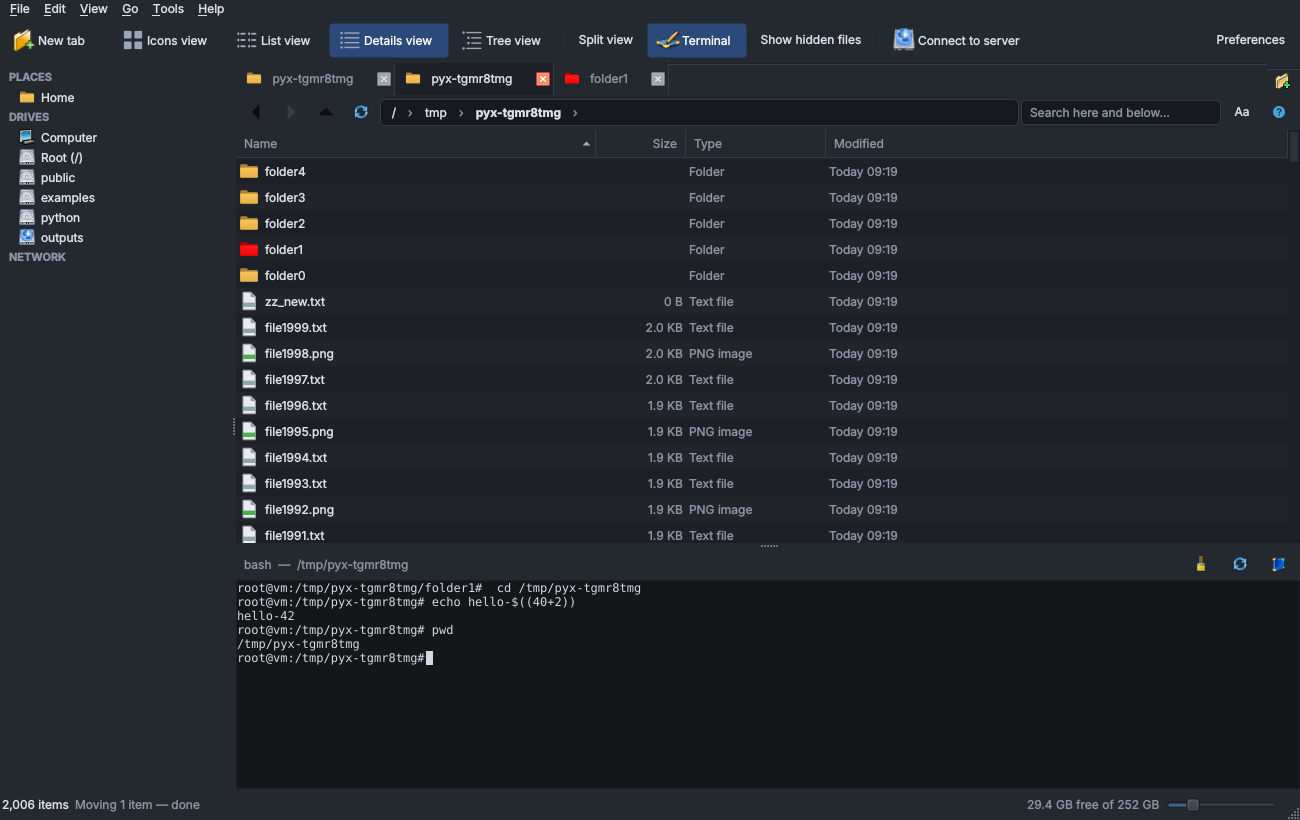 File Edit View Go Tools Help
New tab Icons view List view Details view Tree view Split view Terminal Show hidden files Connect to server Preferences
PLACES
Home
DRIVES
Computer
Root (/)
public
examples
python
outputs
NETWORK
pyx-tgmr8tmg pyx-tgmr8tmg folder1
/ › tmp › pyx-tgmr8tmg › Search here and below... Aa ?
Name Size Type Modified
folder4 Folder Today 09:19
folder3 Folder Today 09:19
folder2 Folder Today 09:19
folder1 Folder Today 09:19
folder0 Folder Today 09:19
zz_new.txt 0 B Text file Today 09:19
file1999.txt 2.0 KB Text file Today 09:19
file1998.png 2.0 KB PNG image Today 09:19
file1997.txt 2.0 KB Text file Today 09:19
file1996.txt 1.9 KB Text file Today 09:19
file1995.png 1.9 KB PNG image Today 09:19
file1994.txt 1.9 KB Text file Today 09:19
file1993.txt 1.9 KB Text file Today 09:19
file1992.png 1.9 KB PNG image Today 09:19
file1991.txt 1.9 KB Text file Today 09:19
bash — /tmp/pyx-tgmr8tmg
root@vm:/tmp/pyx-tgmr8tmg/folder1#  cd /tmp/pyx-tgmr8tmg
root@vm:/tmp/pyx-tgmr8tmg# echo hello-$((40+2))
hello-42
root@vm:/tmp/pyx-tgmr8tmg# pwd
/tmp/pyx-tgmr8tmg
root@vm:/tmp/pyx-tgmr8tmg#
2,006 items Moving 1 item — done 29.4 GB free of 252 GB